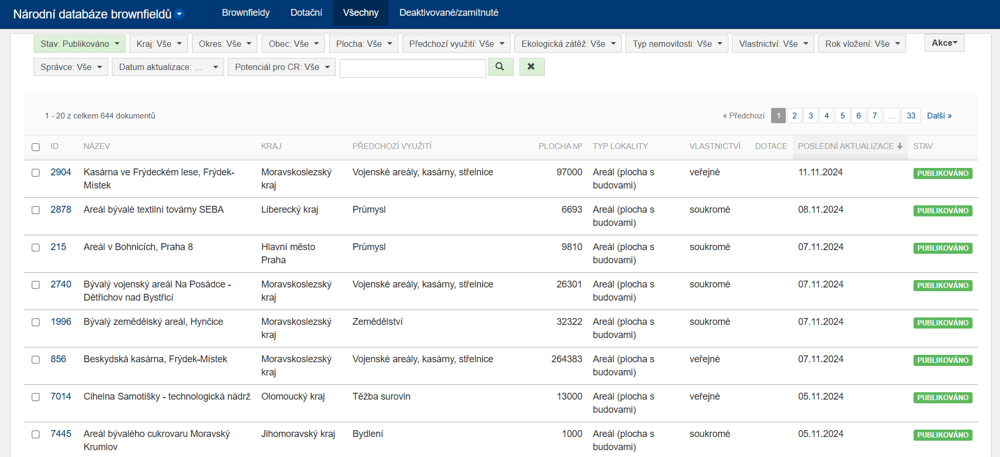 Národní databáze brownfieldů
Brownfieldy Dotační Všechny Deaktivované/zamítnuté
Stav: Publikováno Kraj: Vše Okres: Vše Obec: Vše Plocha: Vše Předchozí využití: Vše Ekologická zátěž: Vše Typ nemovitosti: Vše Vlastnictví: Vše Rok vložení: Vše Akce
Správce: Vše Datum aktualizace: ... Potenciál pro CR: Vše
1 - 20 z celkem 644 dokumentů
« Předchozí 1 2 3 4 5 6 7 ... 33 Další »
ID NÁZEV KRAJ PŘEDCHOZÍ VYUŽITÍ PLOCHA M² TYP LOKALITY VLASTNICTVÍ DOTACE POSLEDNÍ AKTUALIZACE STAV
2904 Kasárna ve Frýdeckém lese, Frýdek- Moravskoslezský Vojenské areály, kasárny, střelnice 97000 Areál (plocha s veřejné 11.11.2024 PUBLIKOVÁNO
Místek kraj budovami)
2878 Areál bývalé textilní továrny SEBA Liberecký kraj Průmysl 6693 Areál (plocha s soukromé 08.11.2024 PUBLIKOVÁNO
budovami)
215 Areál v Bohnicích, Praha 8 Hlavní město Průmysl 9810 Areál (plocha s soukromé 07.11.2024 PUBLIKOVÁNO
Praha budovami)
2740 Bývalý vojenský areál Na Posádce - Moravskoslezský Vojenské areály, kasárny, střelnice 26301 Areál (plocha s soukromé 07.11.2024 PUBLIKOVÁNO
Dětřichov nad Bystřicí kraj budovami)
1996 Bývalý zemědělský areál, Hynčice Moravskoslezský Zemědělství 32322 Areál (plocha s soukromé 07.11.2024 PUBLIKOVÁNO
kraj budovami)
856 Beskydská kasárna, Frýdek-Místek Moravskoslezský Vojenské areály, kasárny, střelnice 264383 Areál (plocha s veřejné 07.11.2024 PUBLIKOVÁNO
kraj budovami)
7014 Cihelna Samotišky - technologická nádrž Olomoucký kraj Těžba surovin 13000 Areál (plocha s veřejné 05.11.2024 PUBLIKOVÁNO
budovami)
7445 Areál bývalého cukrovaru Moravský Jihomoravský kraj Bydlení 1000 Areál (plocha s soukromé 05.11.2024 PUBLIKOVÁNO
Krumlov budovami)